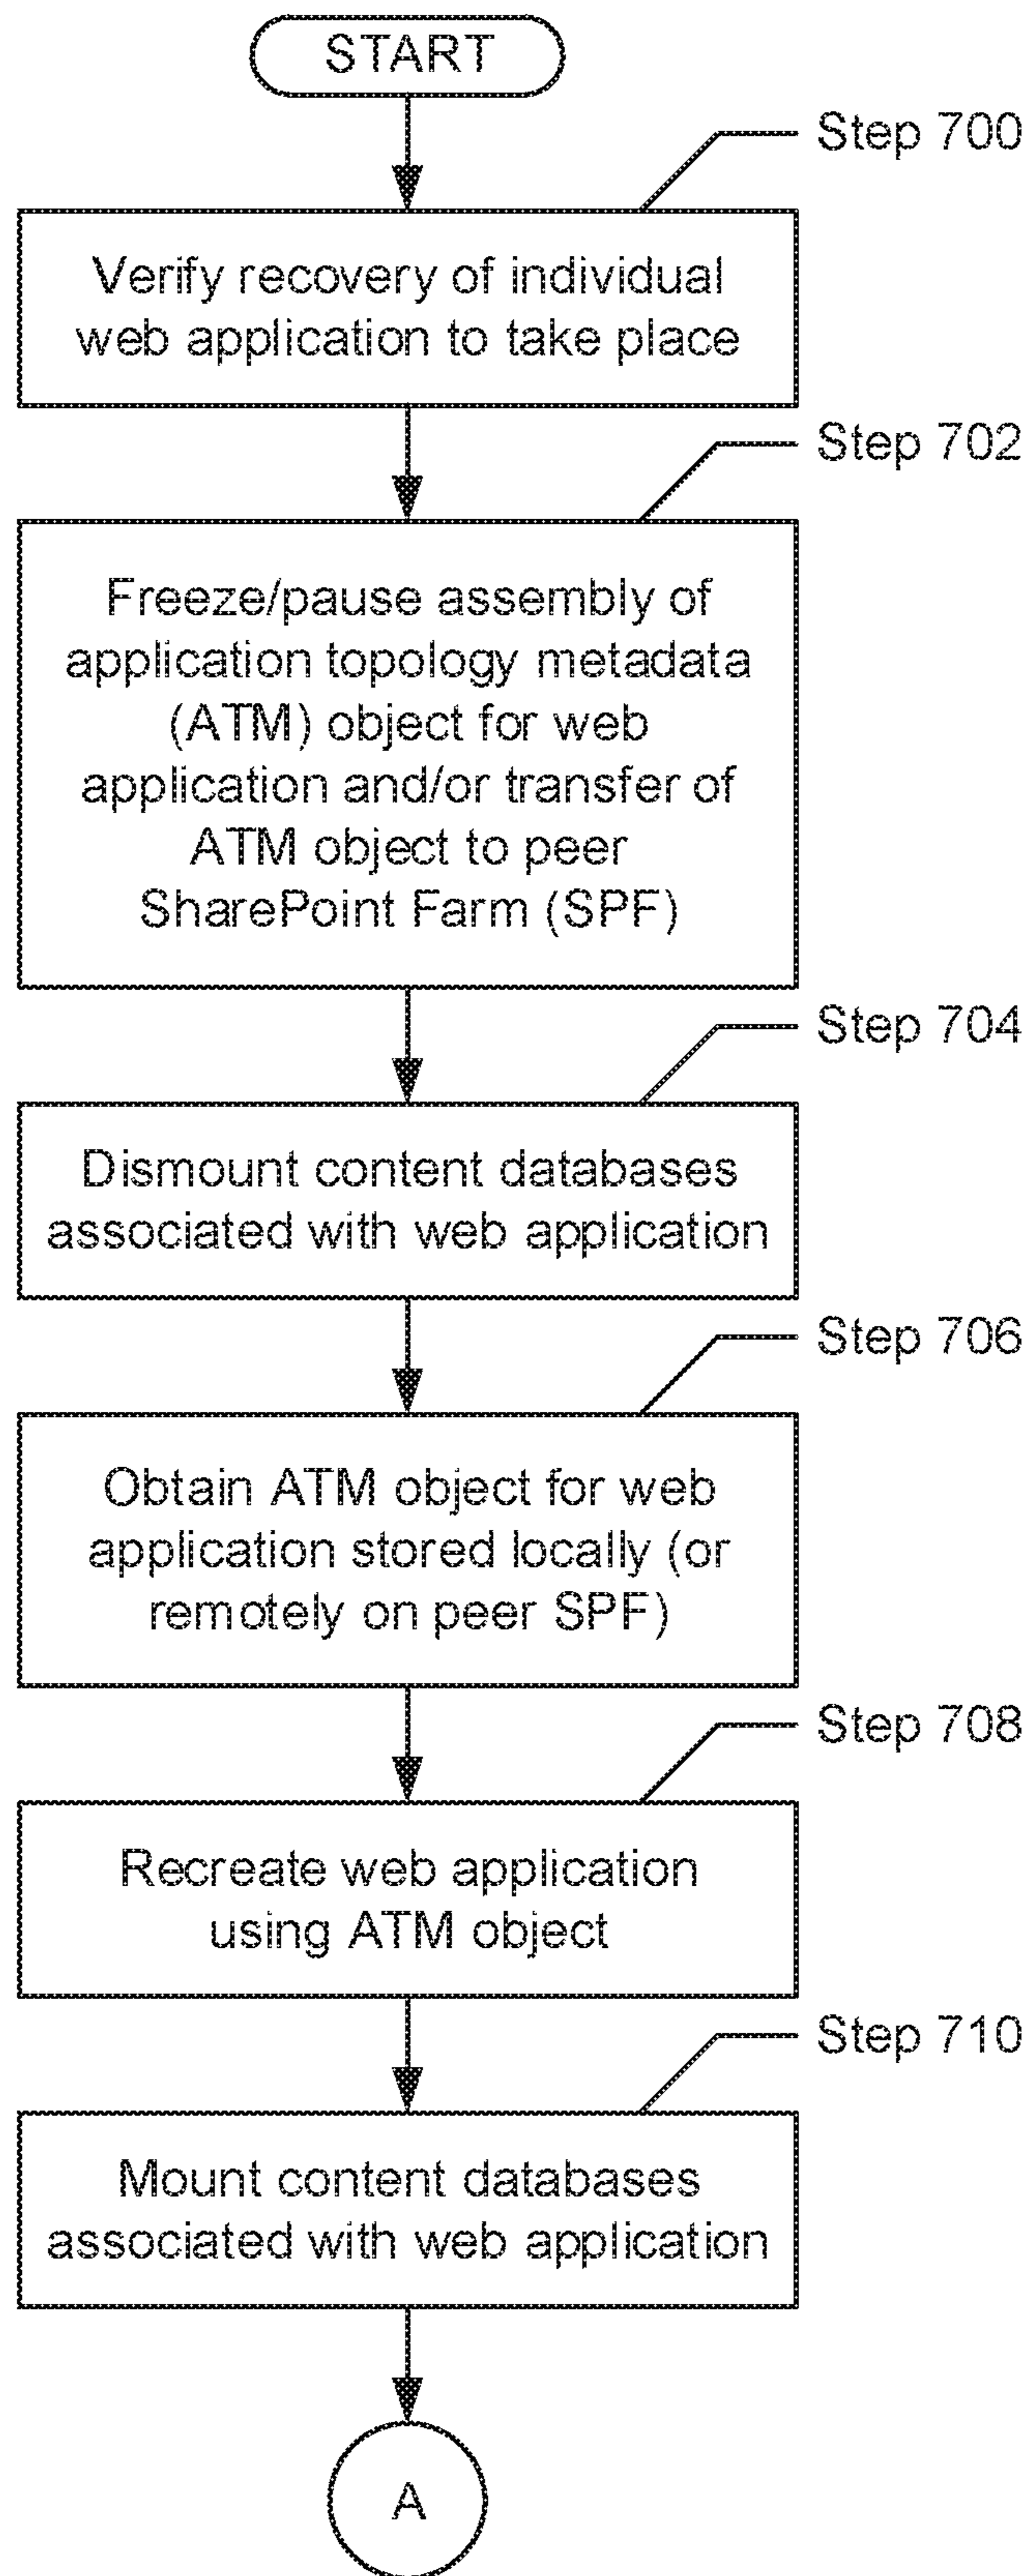 START
Step 700
Verify recovery of individual
web application to take place
Step 702
Freeze/pause assembly of
application topology metadata
(ATM) object for web
application and/or transfer of
ATM object to peer
SharePoint Farm (SPF)
Step 704
Dismount content databases
associated with web application
Step 706
Obtain ATM object for web
application stored locally (or
remotely on peer SPF)
Step 708
Recreate web application
using ATM object
Step 710
Mount content databases
associated with web application
A